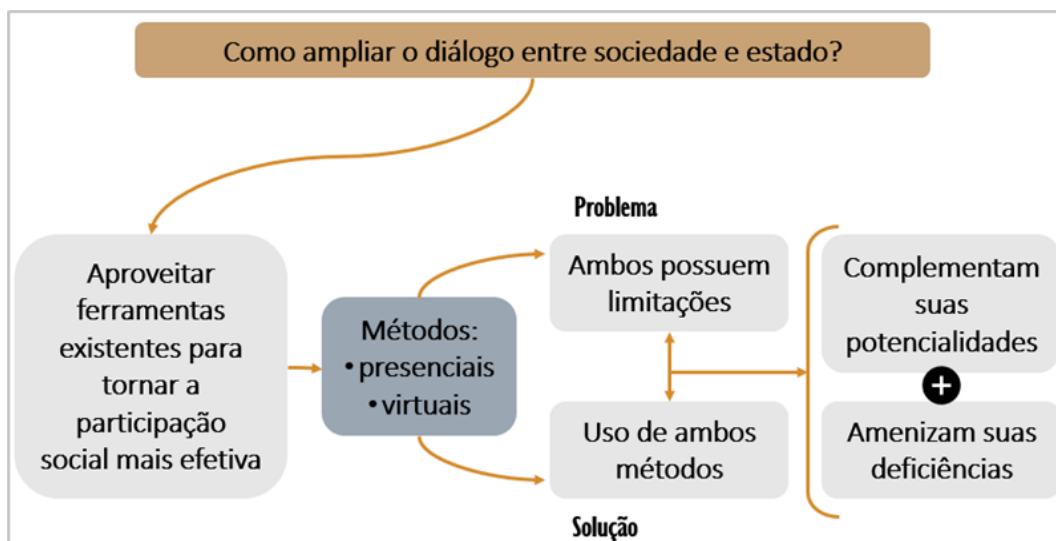 Como ampliar o diálogo entre sociedade e estado?
Aproveitar
ferramentas
existentes para
tornar a
participação
social mais efetiva
Métodos:
• presenciais
• virtuais
Problema
Ambos possuem
limitações
Uso de ambos
métodos
Solução
Complementam
suas
potencialidades
+
Amenizam suas
deficiências